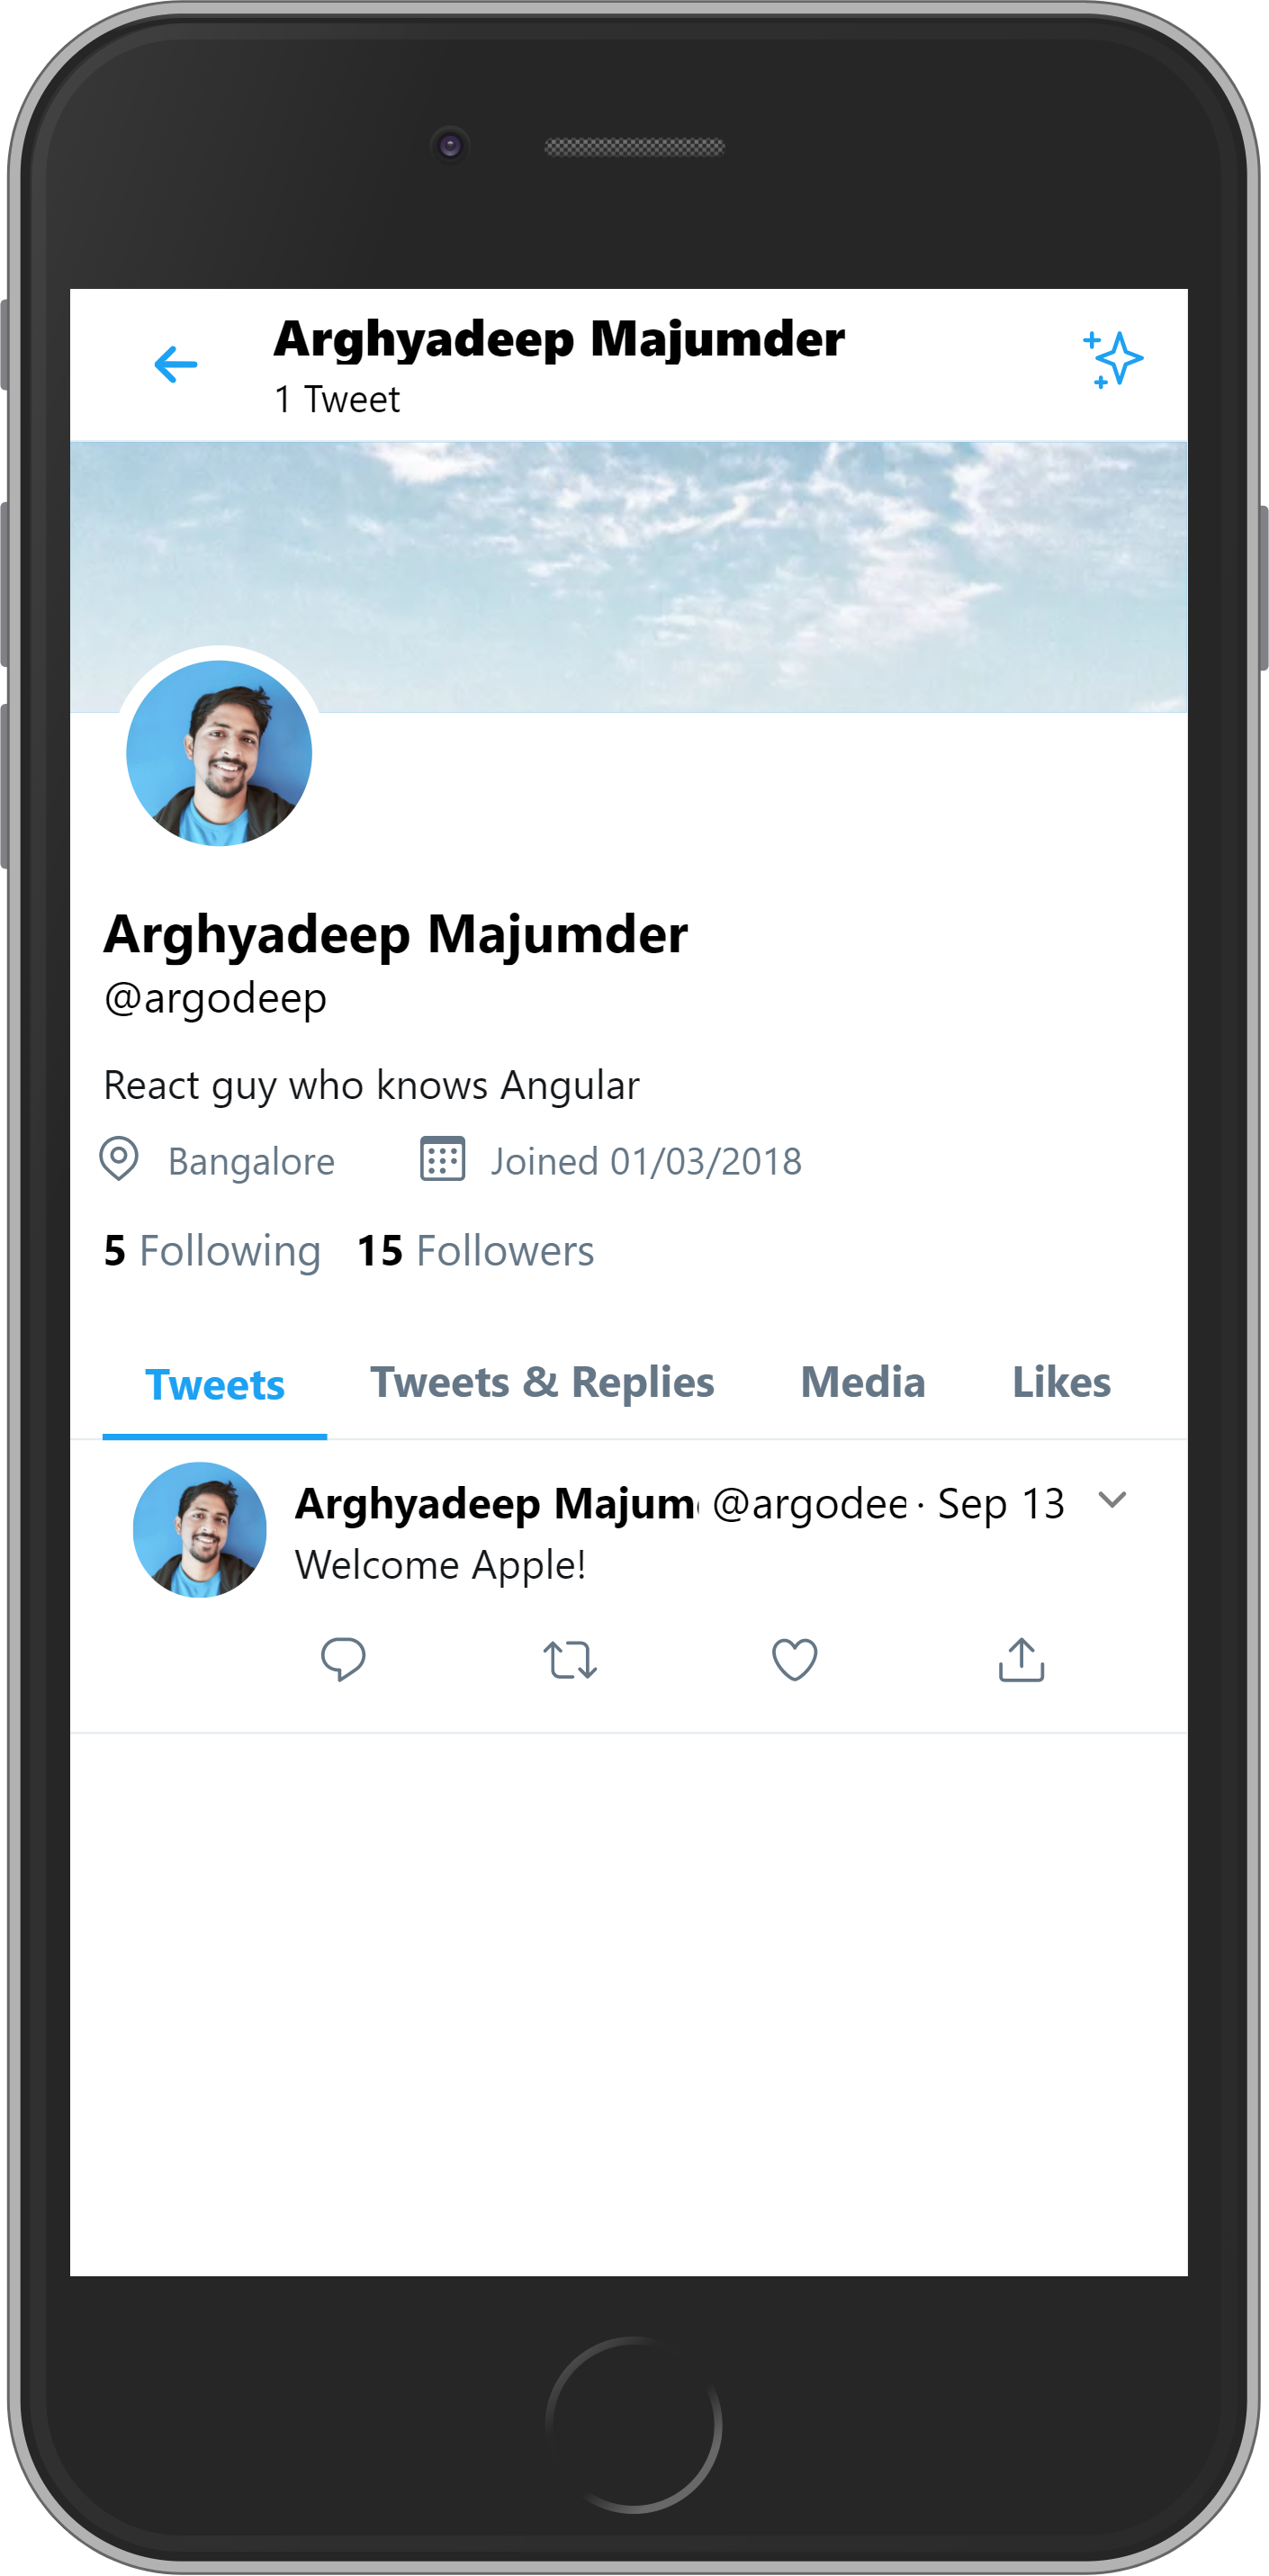 Arghyadeep Majumder
1 Tweet
Arghyadeep Majumder
@argodeep
React guy who knows Angular
Bangalore Joined 01/03/2018
5 Following 15 Followers
Tweets Tweets & Replies Media Likes
Arghyadeep Majum @argodee · Sep 13
Welcome Apple!